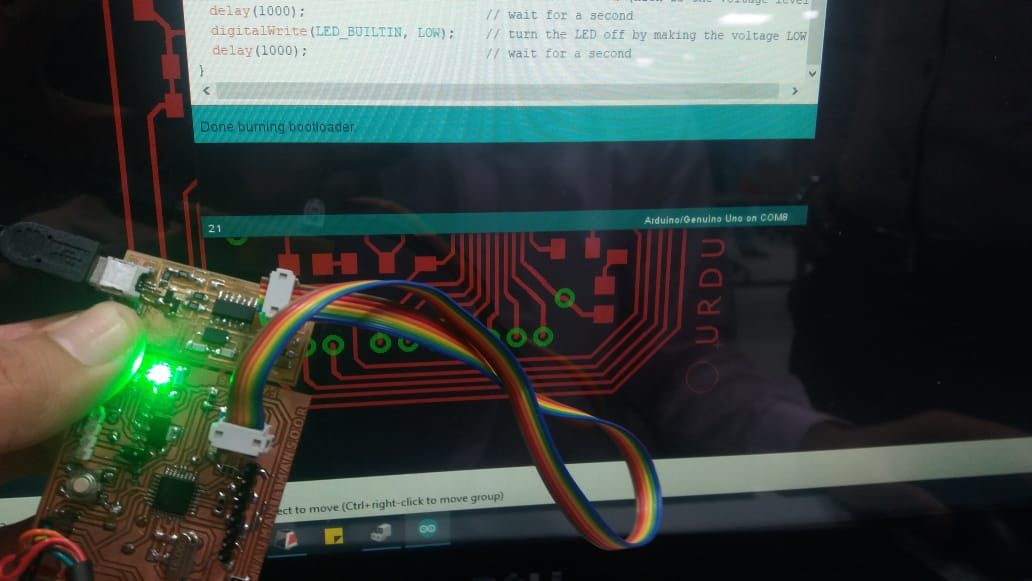 delay(1000); // wait for a second
digitalWrite(LED_BUILTIN, LOW); // turn the LED off by making the voltage LOW
delay(1000); // wait for a second
}
Done burning bootloader.
21 Arduino/Genuino Uno on COM6
URDU
ect to move (Ctrl+right-click to move group)